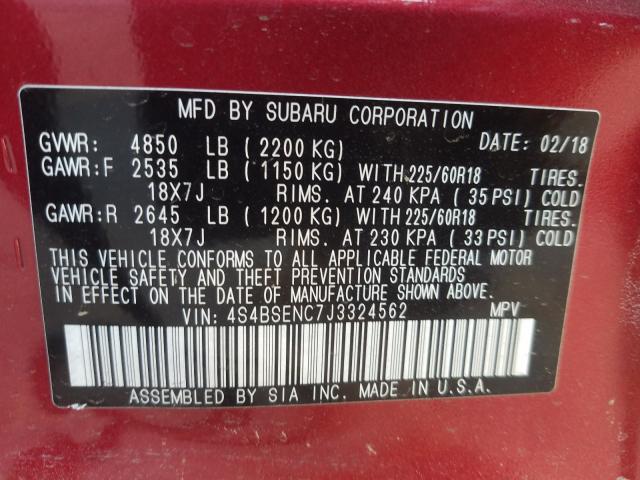 MFD BY SUBARU CORPORATION
GVWR: 4850 LB ( 2200 KG) DATE: 02/18
GAWR:F 2535 LB ( 1150 KG) WITH 225/60R18 TIRES.
18X7J RIMS. AT 240 KPA ( 35 PSI) COLD
GAWR:R 2645 LB ( 1200 KG) WITH 225/60R18 TIRES.
18X7J RIMS. AT 230 KPA ( 33 PSI) COLD
THIS VEHICLE CONFORMS TO ALL APPLICABLE FEDERAL MOTOR
VEHICLE SAFETY AND THEFT PREVENTION STANDARDS
IN EFFECT ON THE DATE OF MANUFACTURE SHOWN ABOVE.
VIN: 4S4BSENC7J3324562 MPV
ASSEMBLED BY SIA INC. MADE IN U.S.A.